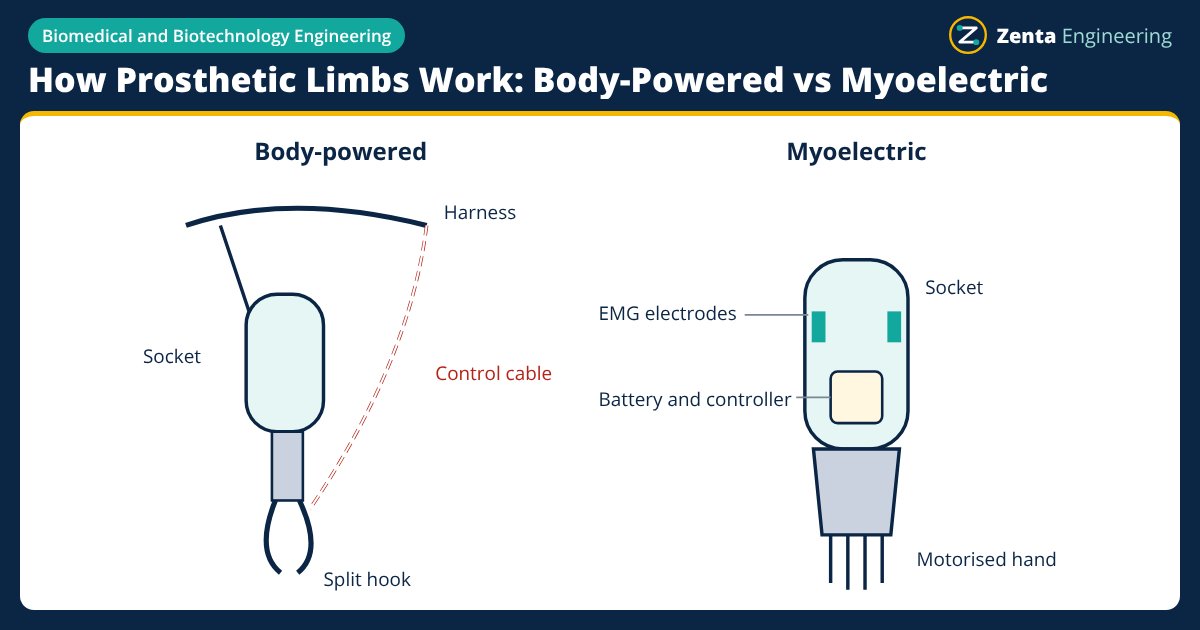 Biomedical and Biotechnology Engineering
Zenta Engineering
How Prosthetic Limbs Work: Body-Powered vs Myoelectric
Body-powered
Harness
Socket
Control cable
Split hook
Myoelectric
Socket
EMG electrodes
Battery and controller
Motorised hand